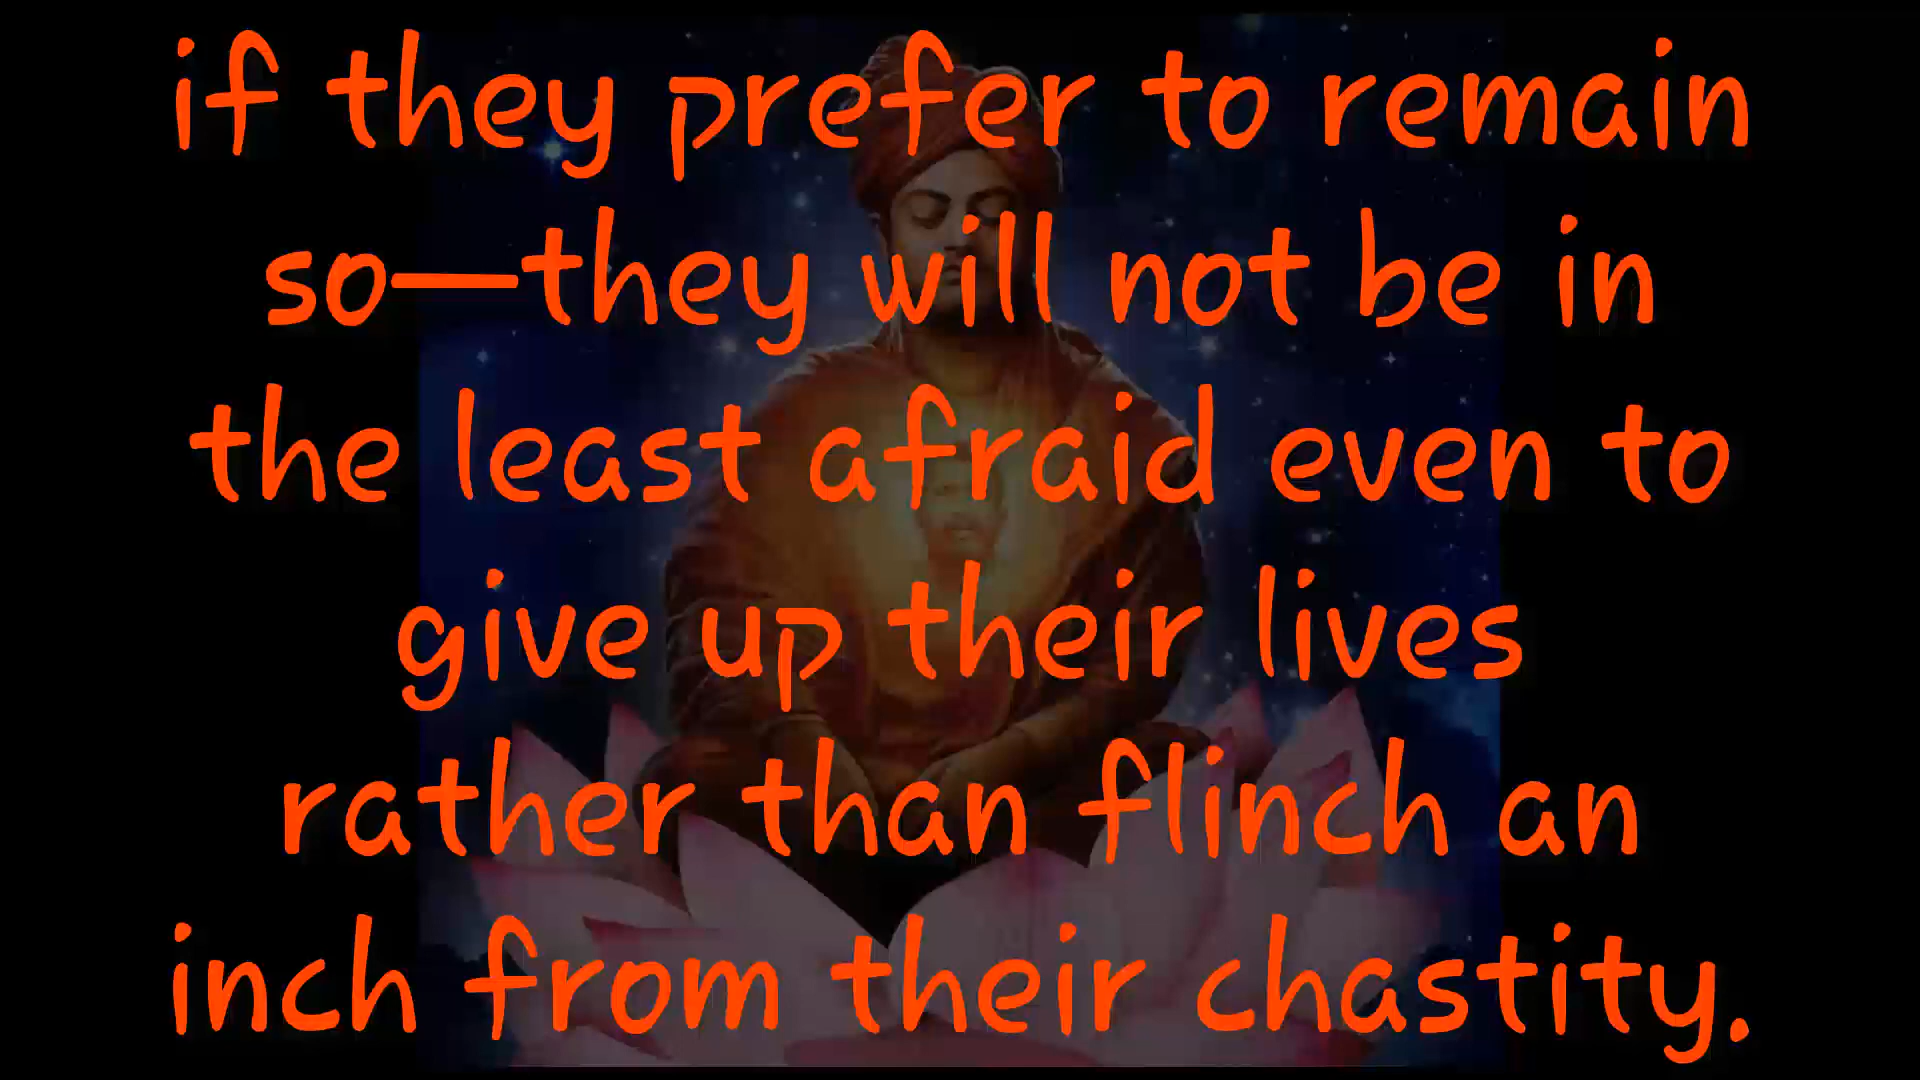 if they prefer to remain
so—they will not be in
the least afraid even to
give up their lives
rather than flinch an
inch from their chastity.